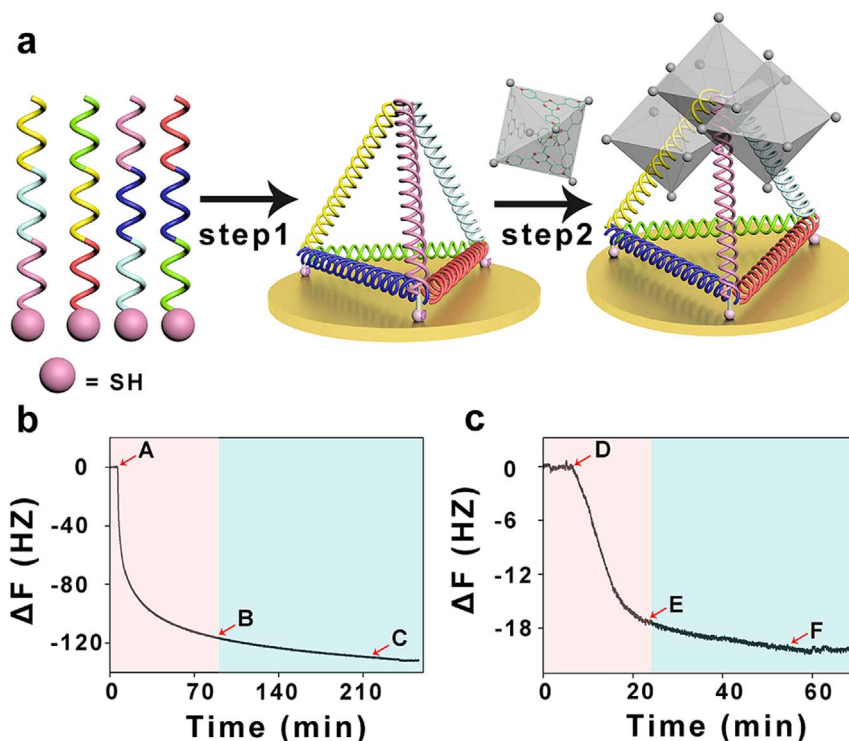 a
step1
step2
= SH
b
A
B
C
0
-40
-80
-120
ΔF (HZ)
0
70
140
210
Time (min)
c
D
E
F
0
-6
-12
-18
ΔF (HZ)
0
20
40
60
Time (min)